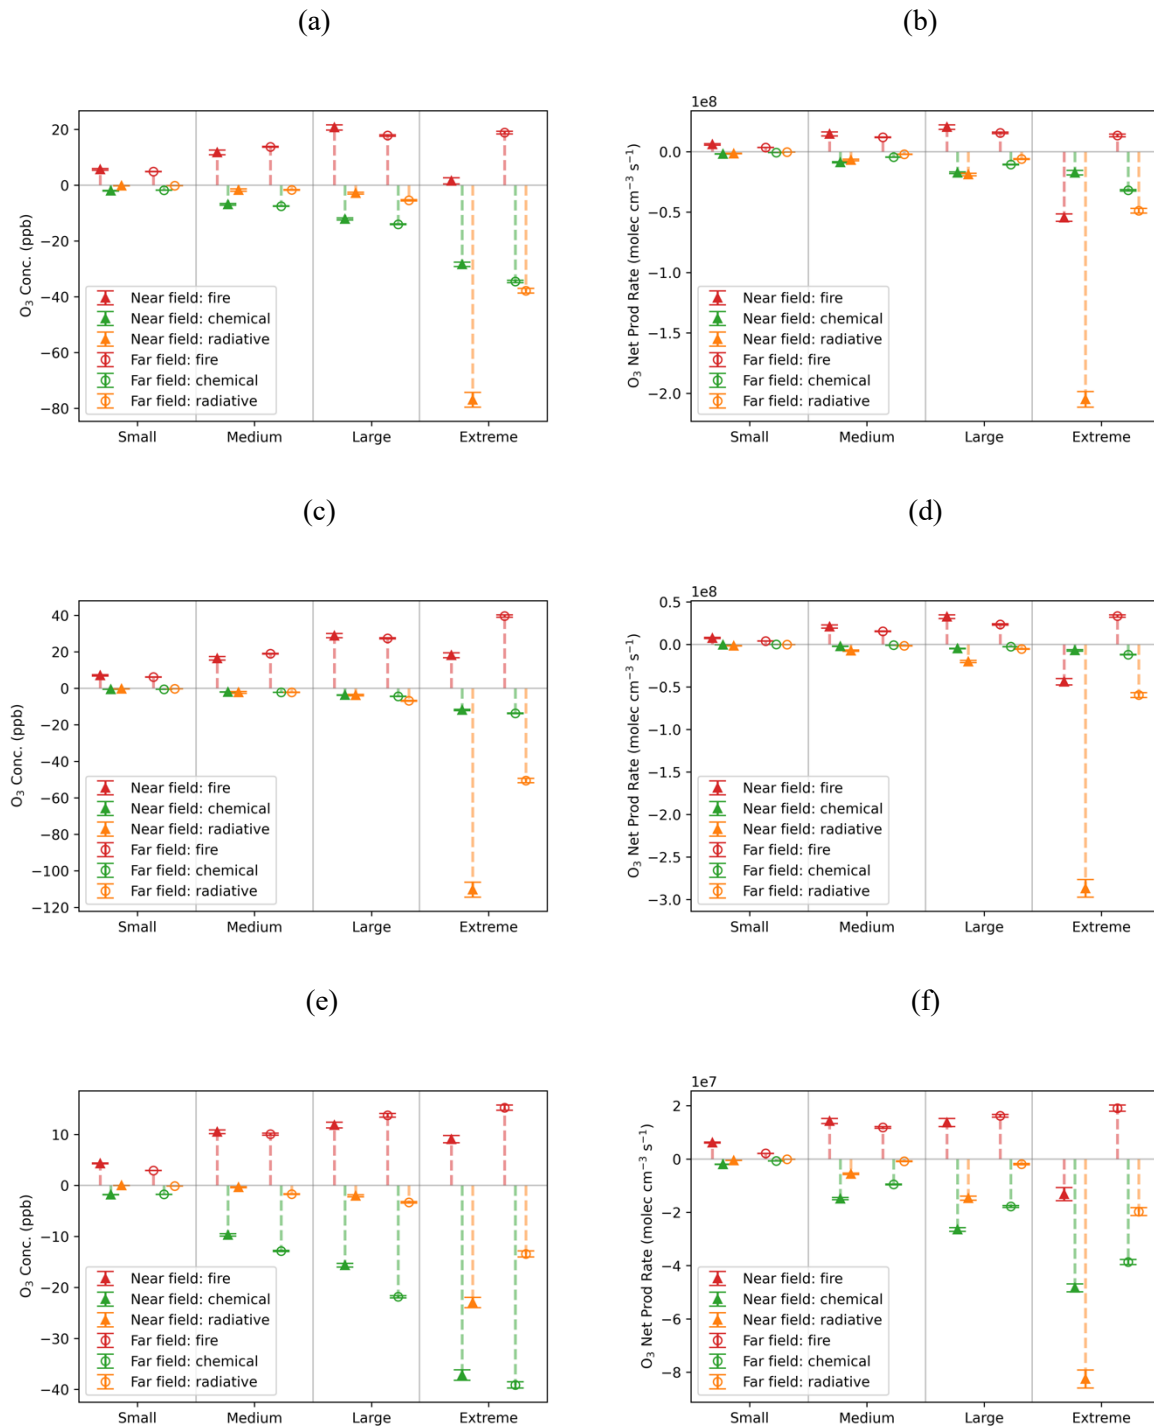 (a)
(b)
20
0
−20
−40
−60
−80
O3 Conc. (ppb)
Near field: fire
Near field: chemical
Near field: radiative
Far field: fire
Far field: chemical
Far field: radiative
Small Medium Large Extreme
1e8
0.0
−0.5
−1.0
−1.5
−2.0
O3 Net Prod Rate (molec cm−3 s−1)
Near field: fire
Near field: chemical
Near field: radiative
Far field: fire
Far field: chemical
Far field: radiative
Small Medium Large Extreme
(c)
(d)
40
20
0
−20
−40
−60
−80
−100
−120
O3 Conc. (ppb)
Near field: fire
Near field: chemical
Near field: radiative
Far field: fire
Far field: chemical
Far field: radiative
Small Medium Large Extreme
1e8
0.5
0.0
−0.5
−1.0
−1.5
−2.0
−2.5
−3.0
O3 Net Prod Rate (molec cm−3 s−1)
Near field: fire
Near field: chemical
Near field: radiative
Far field: fire
Far field: chemical
Far field: radiative
Small Medium Large Extreme
(e)
(f)
10
0
−10
−20
−30
−40
O3 Conc. (ppb)
Near field: fire
Near field: chemical
Near field: radiative
Far field: fire
Far field: chemical
Far field: radiative
Small Medium Large Extreme
1e7
2
0
−2
−4
−6
−8
O3 Net Prod Rate (molec cm−3 s−1)
Near field: fire
Near field: chemical
Near field: radiative
Far field: fire
Far field: chemical
Far field: radiative
Small Medium Large Extreme